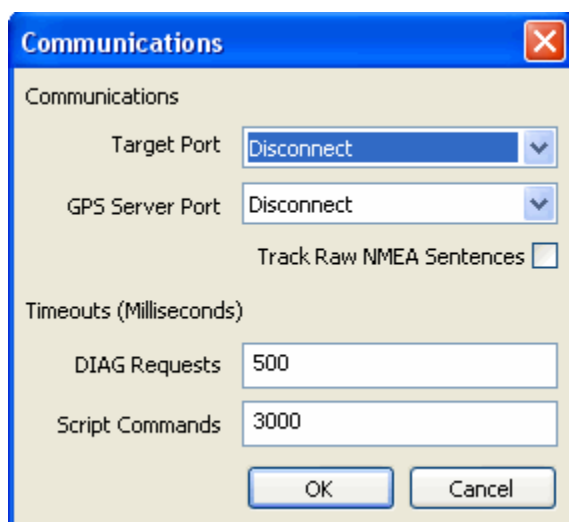 Communications
Communications
Target Port Disconnect
GPS Server Port Disconnect
Track Raw NMEA Sentences
Timeouts (Milliseconds)
DIAG Requests 500
Script Commands 3000
OK Cancel